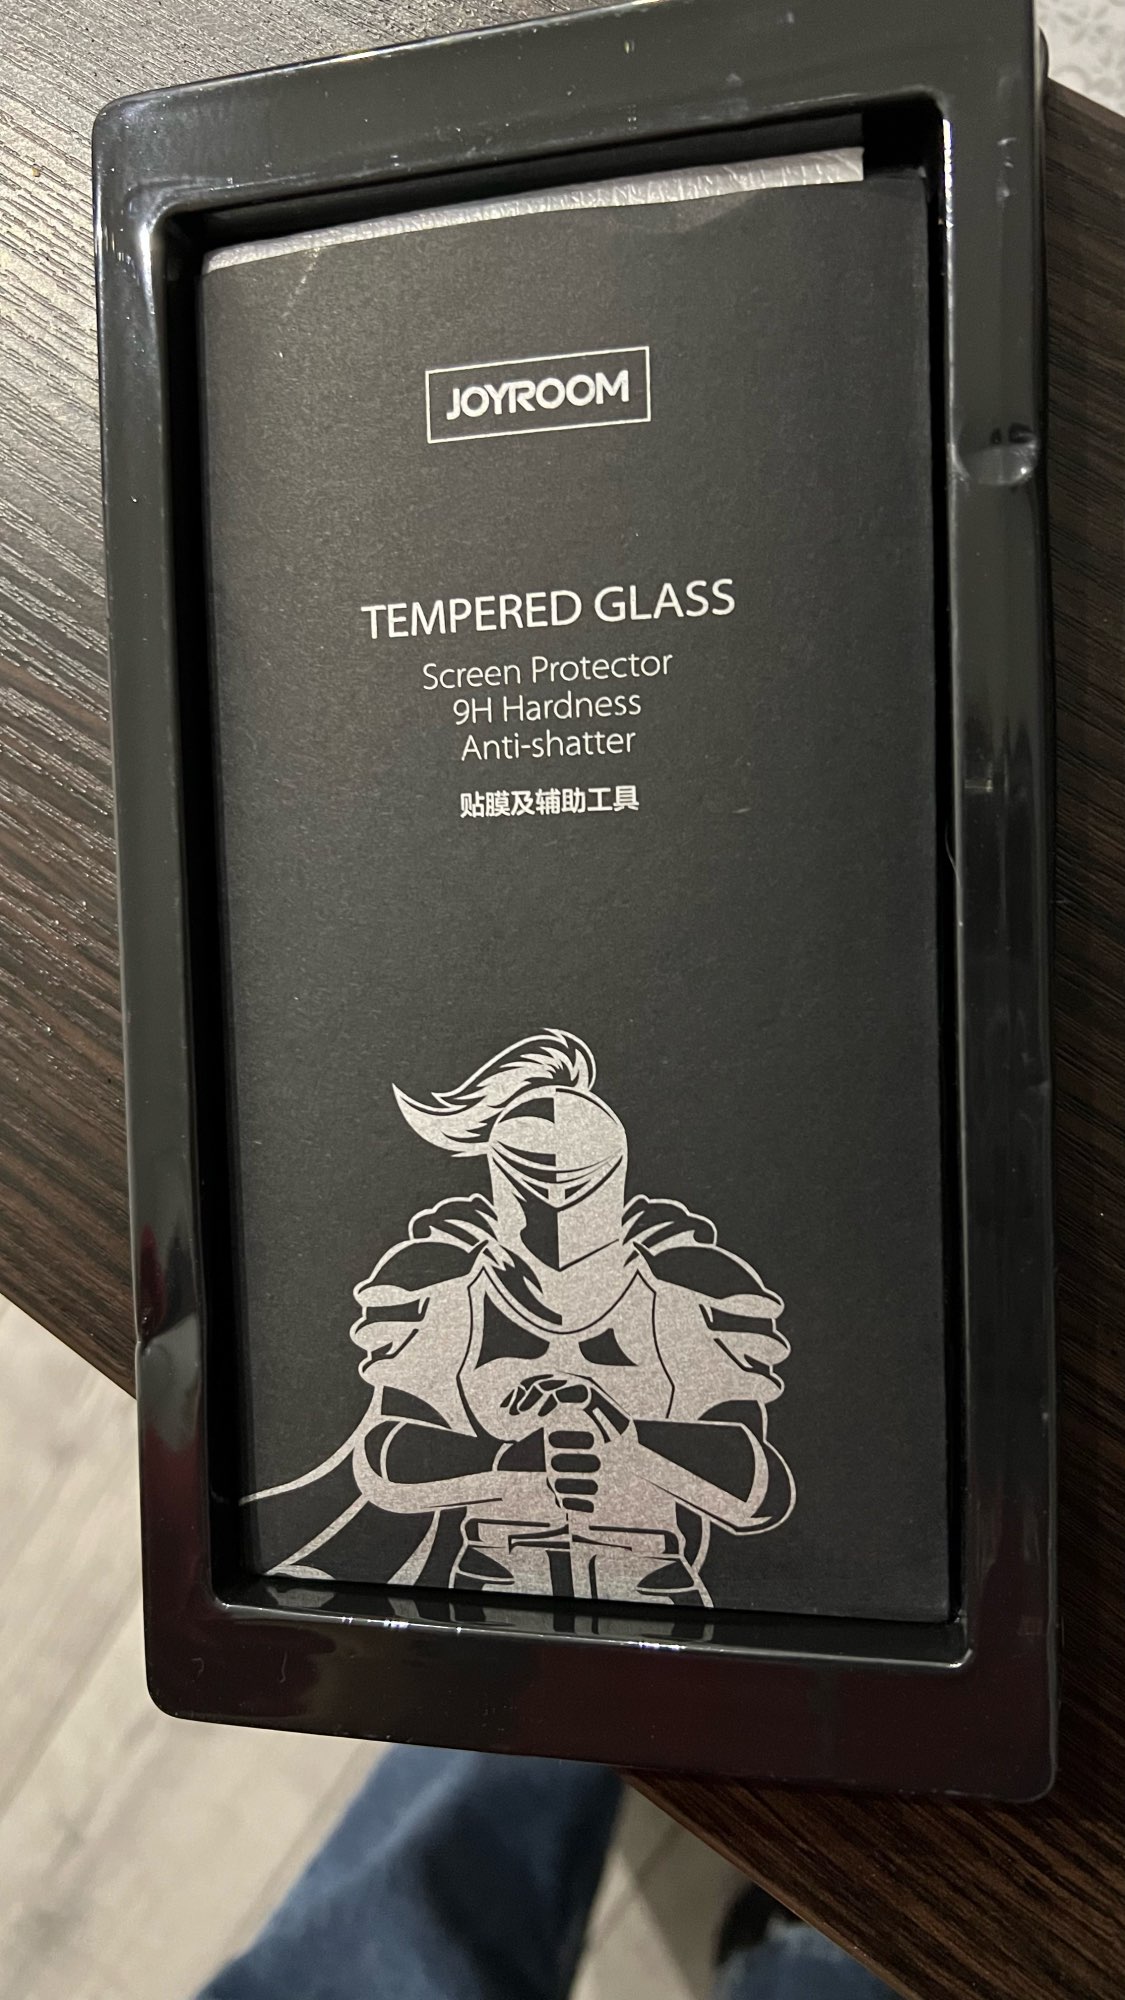 JOYROOM
TEMPERED GLASS
Screen Protector
9H Hardness
Anti-shatter
贴膜及辅助工具